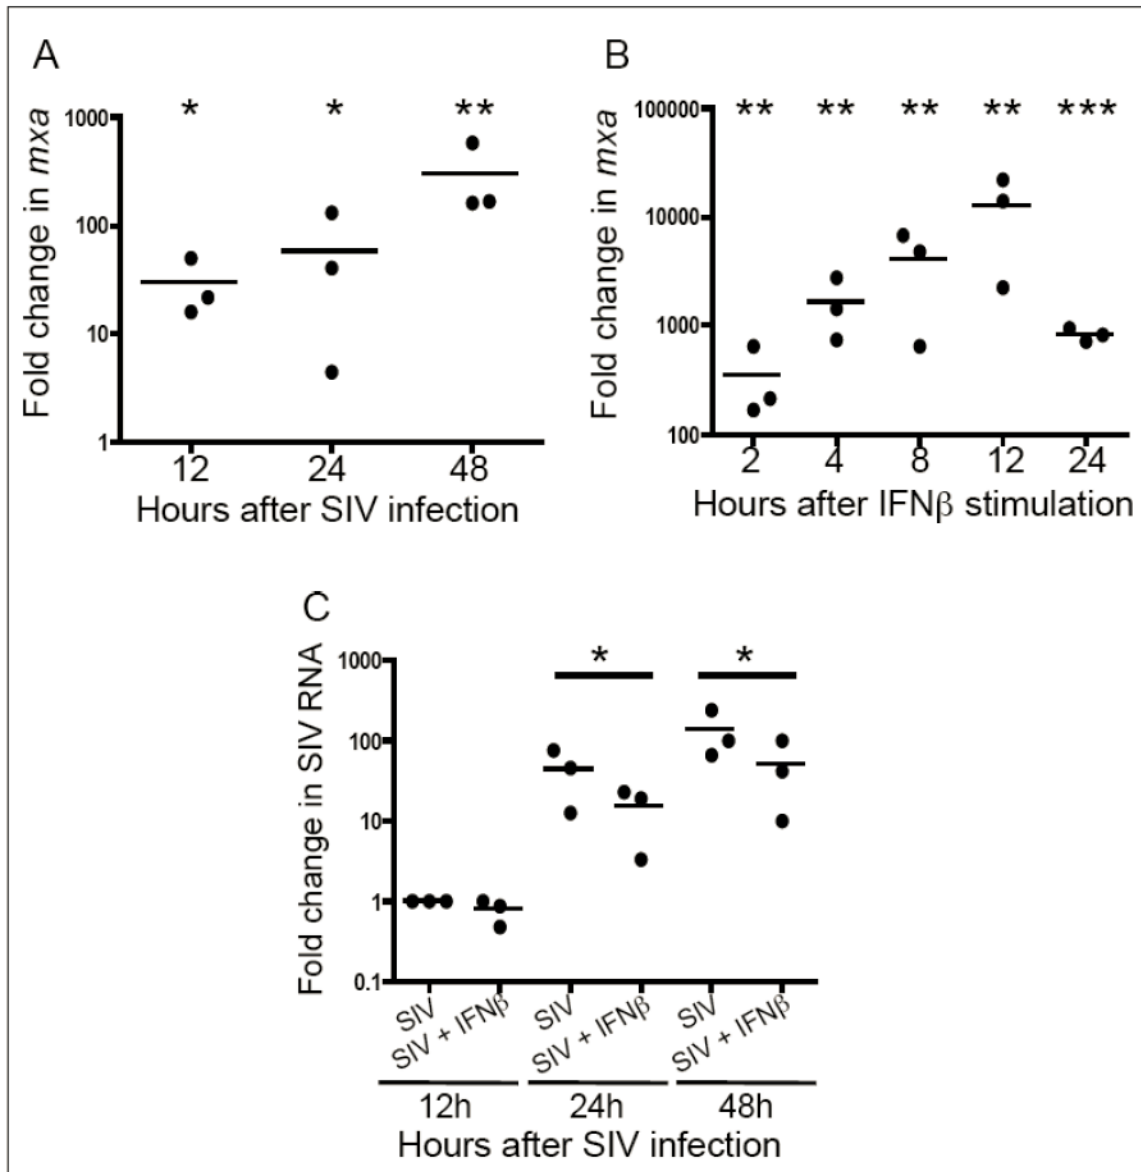 A
Fold change in mxa
1000
100
10
1
* * **
12 24 48
Hours after SIV infection
B
Fold change in mxa
100000
10000
1000
100
** ** ** ** ***
2 4 8 12 24
Hours after IFNβ stimulation
C
Fold change in SIV RNA
1000
100
10
1
0.1
* *
SIV SIV + IFNβ SIV SIV + IFNβ SIV SIV + IFNβ
12h 24h 48h
Hours after SIV infection